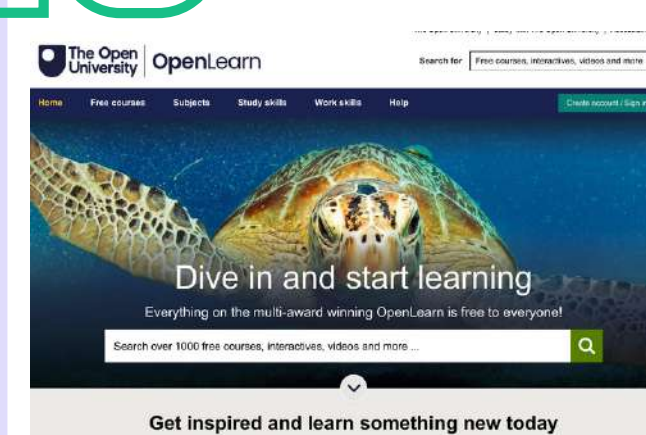 The Open
University
OpenLearn
Search for
Free courses, interactives, videos and more
Home Free courses Subjects Study skills Work skills Help
Create account / Sign in
Dive in and start learning
Everything on the multi-award winning OpenLearn is free to everyone!
Search over 1000 free courses, interactives, videos and more ...
Get inspired and learn something new today